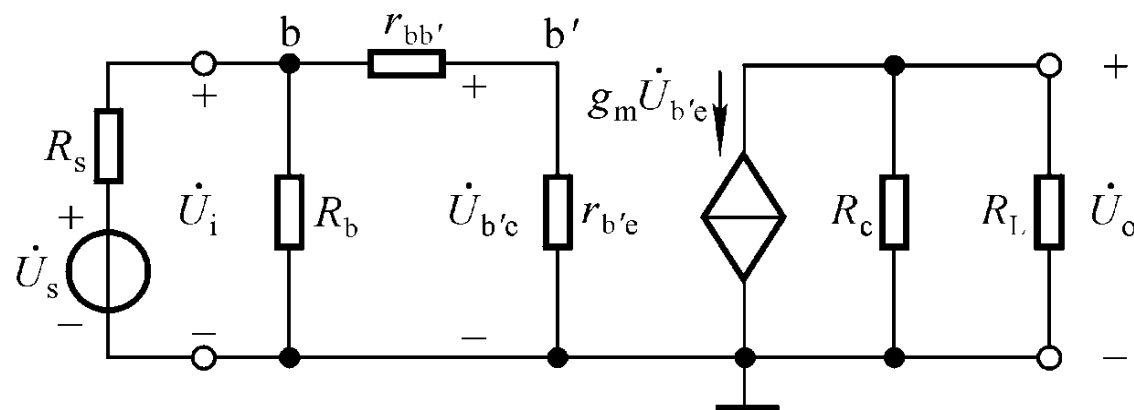 b
r_bb′
b′
+
+
g_m U̇_b′e
+
R_s
+
U̇_s
−
U̇_i
R_b
U̇_b′e
r_b′e
R_c
R_L
U̇_o
−
−
−